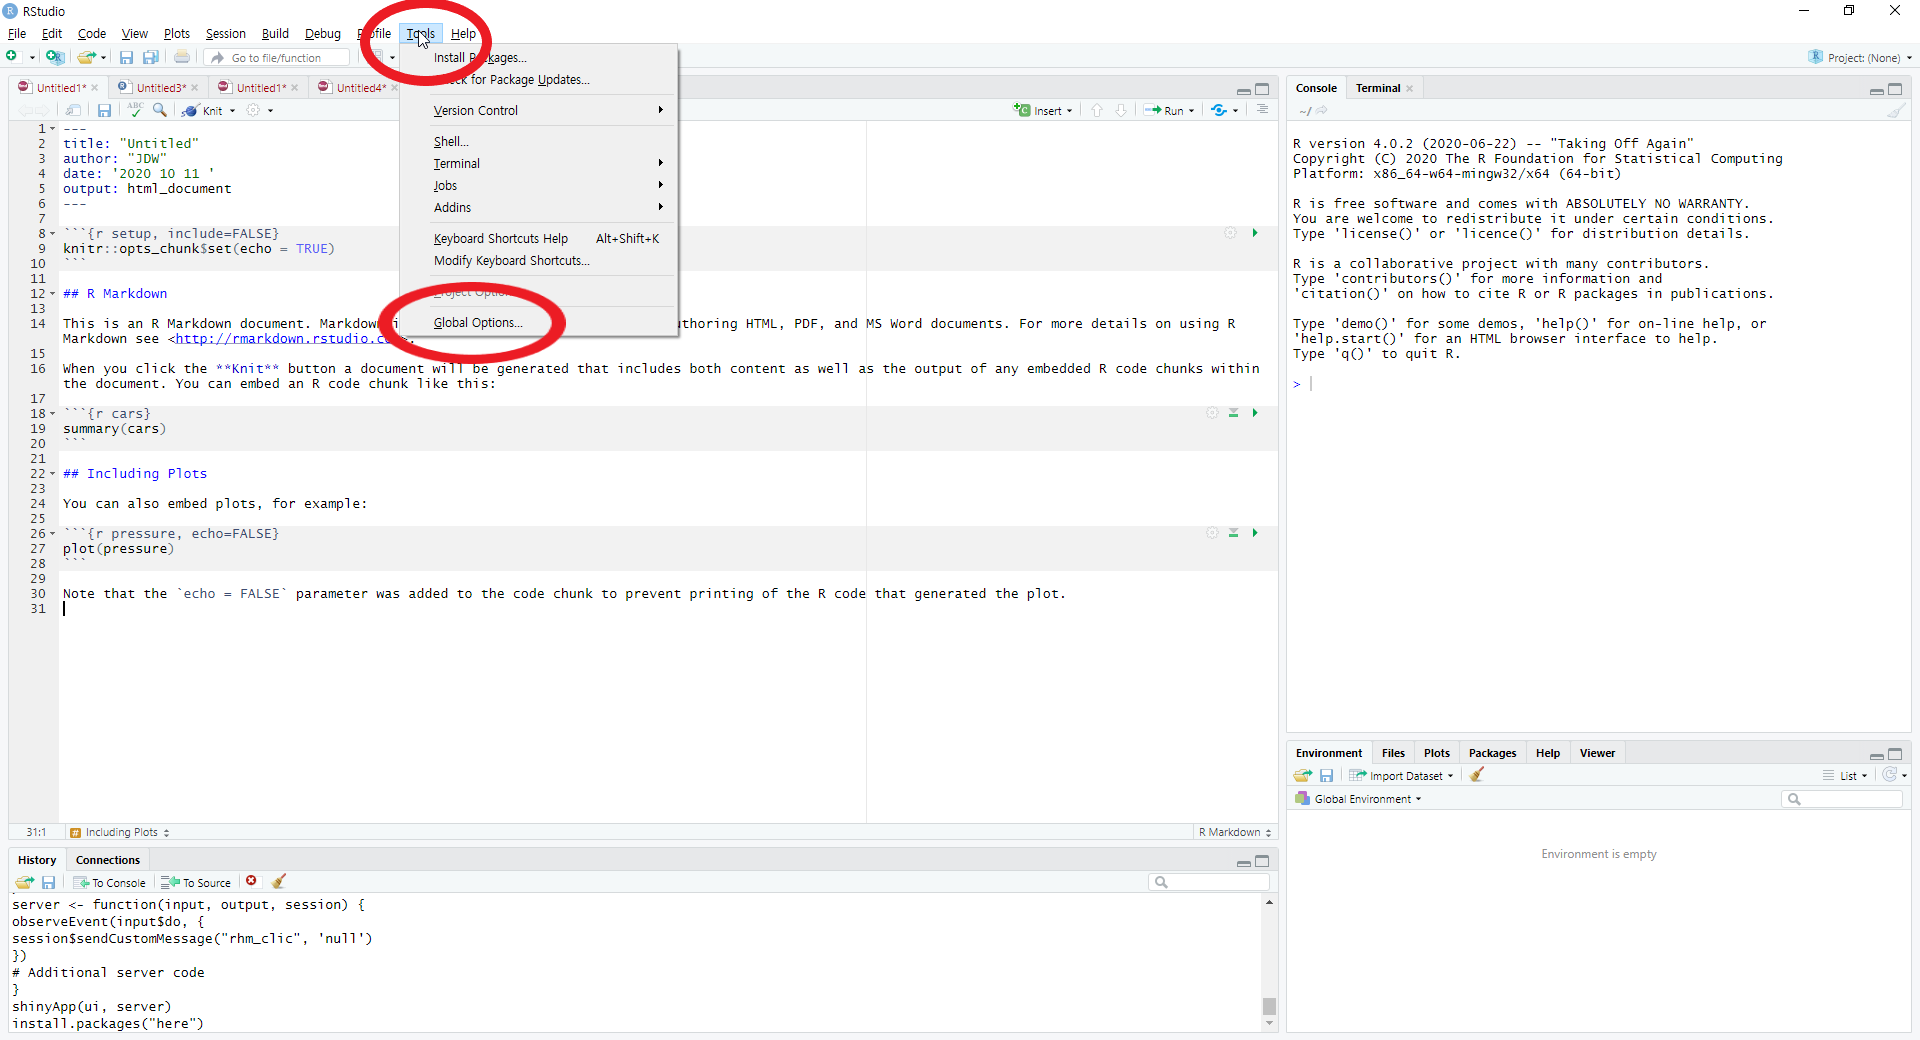 RStudio
File Edit Code View Plots Session Build Debug Profile Tools Help
Go to file/function
Project: (None)
Install Packages...
Check for Package Updates...
Version Control
Shell...
Terminal
Jobs
Addins
Keyboard Shortcuts Help Alt+Shift+K
Modify Keyboard Shortcuts...
Project Options
Global Options...
Untitled1* Untitled3* Untitled1* Untitled4*
ABC Knit Insert Run
1 ---
2 title: "Untitled"
3 author: "JDW"
4 date: '2020 10 11 '
5 output: html_document
6 ---
7
8 ```{r setup, include=FALSE}
9 knitr::opts_chunk$set(echo = TRUE)
10 ```
11
12 ## R Markdown
13
14 This is an R Markdown document. Markdown uthoring HTML, PDF, and MS Word documents. For more details on using R
Markdown see <http://rmarkdown.rstudio.co
15
16 When you click the **Knit** button a document will be generated that includes both content as well as the output of any embedded R code chunks within
the document. You can embed an R code chunk like this:
17
18 ```{r cars}
19 summary(cars)
20 ```
21
22 ## Including Plots
23
24 You can also embed plots, for example:
25
26 ```{r pressure, echo=FALSE}
27 plot(pressure)
28 ```
29
30 Note that the `echo = FALSE` parameter was added to the code chunk to prevent printing of the R code that generated the plot.
31
31:1 # Including Plots R Markdown
History Connections
To Console To Source
server <- function(input, output, session) {
observeEvent(input$do, {
session$sendCustomMessage("rhm_clic", 'null')
})
# Additional server code
}
shinyApp(ui, server)
install.packages("here")
Console Terminal
~/
R version 4.0.2 (2020-06-22) -- "Taking Off Again"
Copyright (C) 2020 The R Foundation for Statistical Computing
Platform: x86_64-w64-mingw32/x64 (64-bit)
R is free software and comes with ABSOLUTELY NO WARRANTY.
You are welcome to redistribute it under certain conditions.
Type 'license()' or 'licence()' for distribution details.
R is a collaborative project with many contributors.
Type 'contributors()' for more information and
'citation()' on how to cite R or R packages in publications.
Type 'demo()' for some demos, 'help()' for on-line help, or
'help.start()' for an HTML browser interface to help.
Type 'q()' to quit R.
>
Environment Files Plots Packages Help Viewer
Import Dataset List
Global Environment
Environment is empty